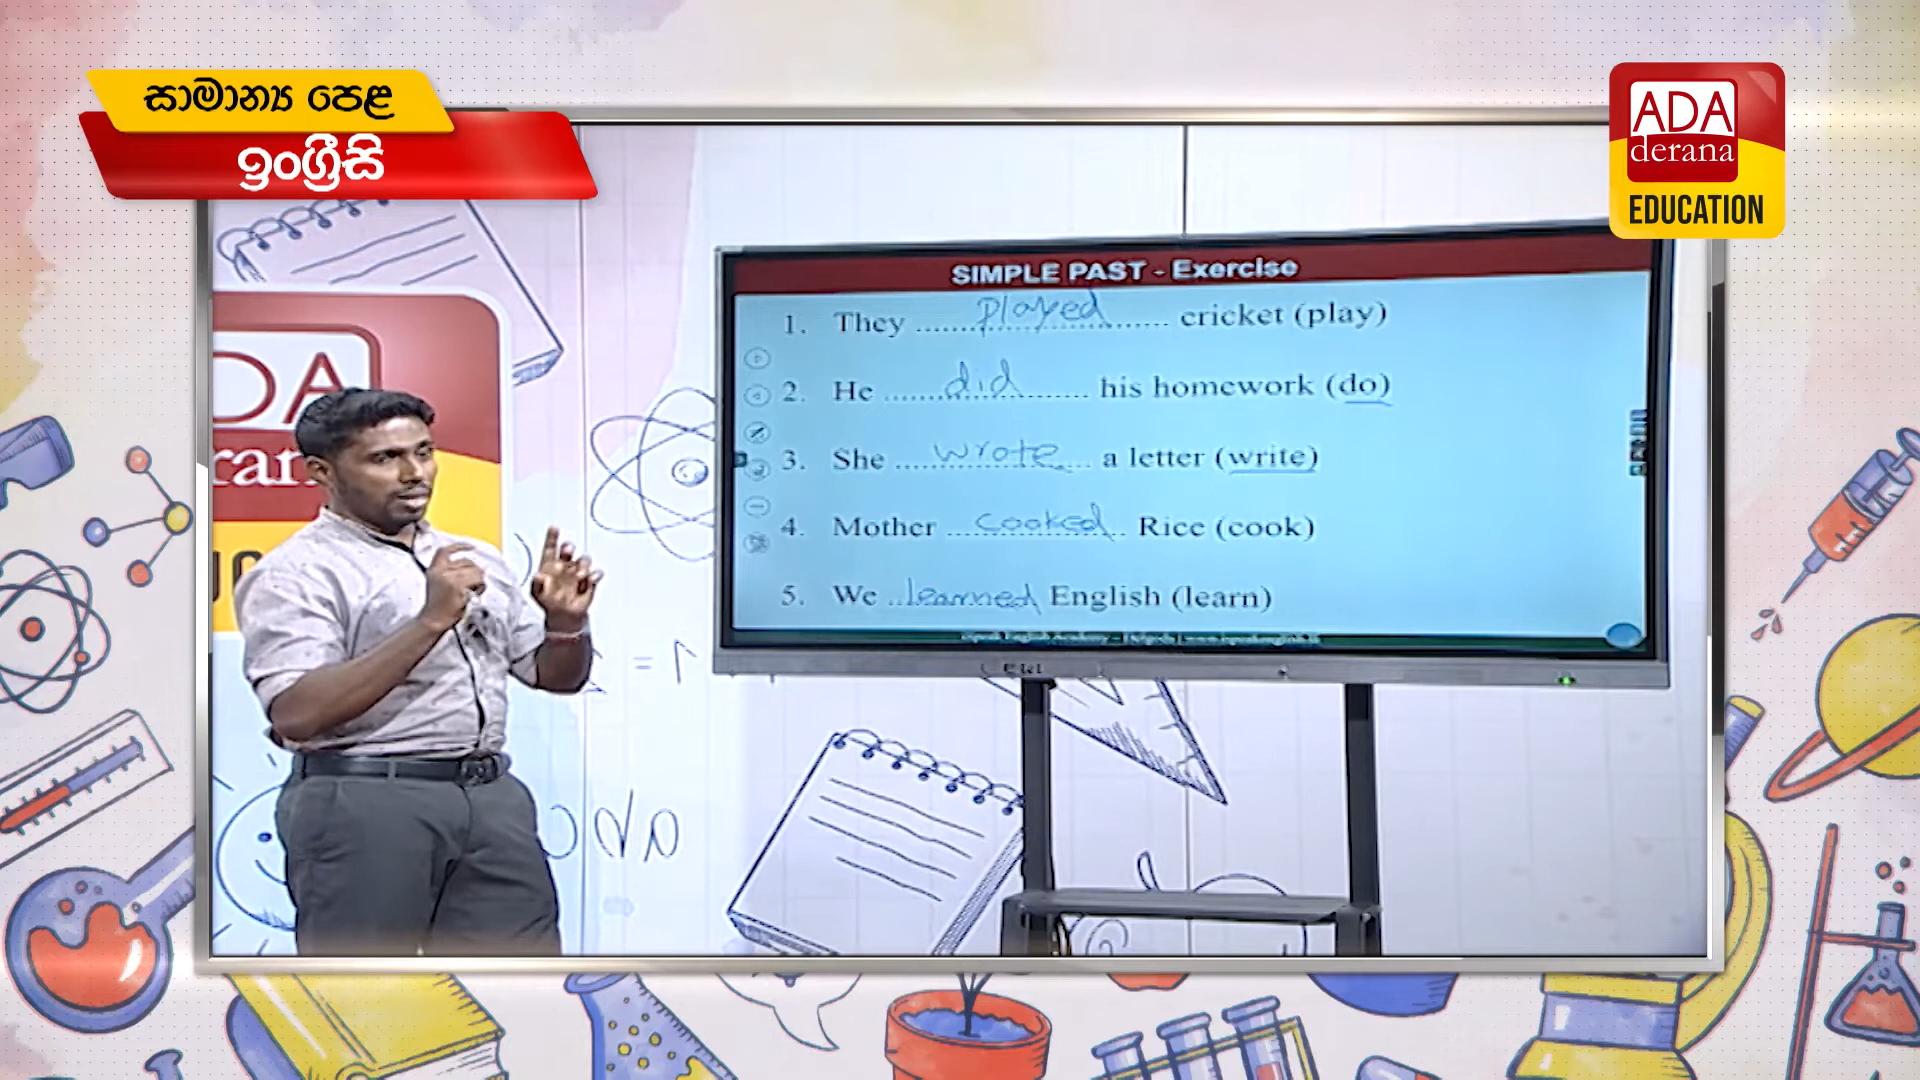 සාමාන්‍ය පෙළ
ඉංග්‍රීසි
ADA
derana
EDUCATION
SIMPLE PAST - Exercise
1. They played cricket (play)
2. He did his homework (do)
3. She wrote a letter (write)
4. Mother cooked Rice (cook)
5. We learned English (learn)